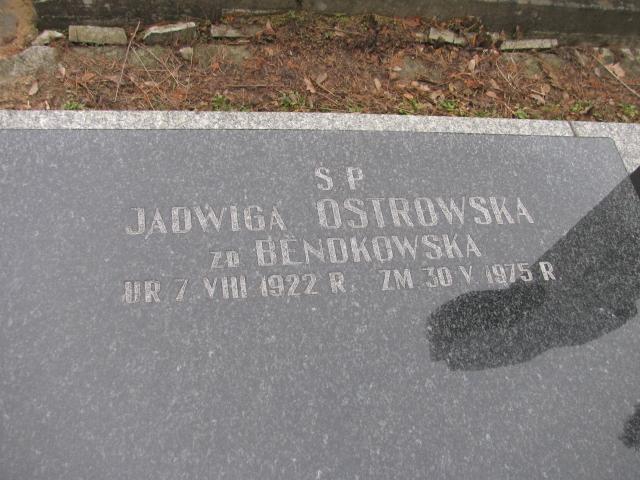 S P
JADWIGA OSTROWSKA
ZD BENDKOWSKA
UR 7 VIII 1922 R. ZM 30 V 1975 R